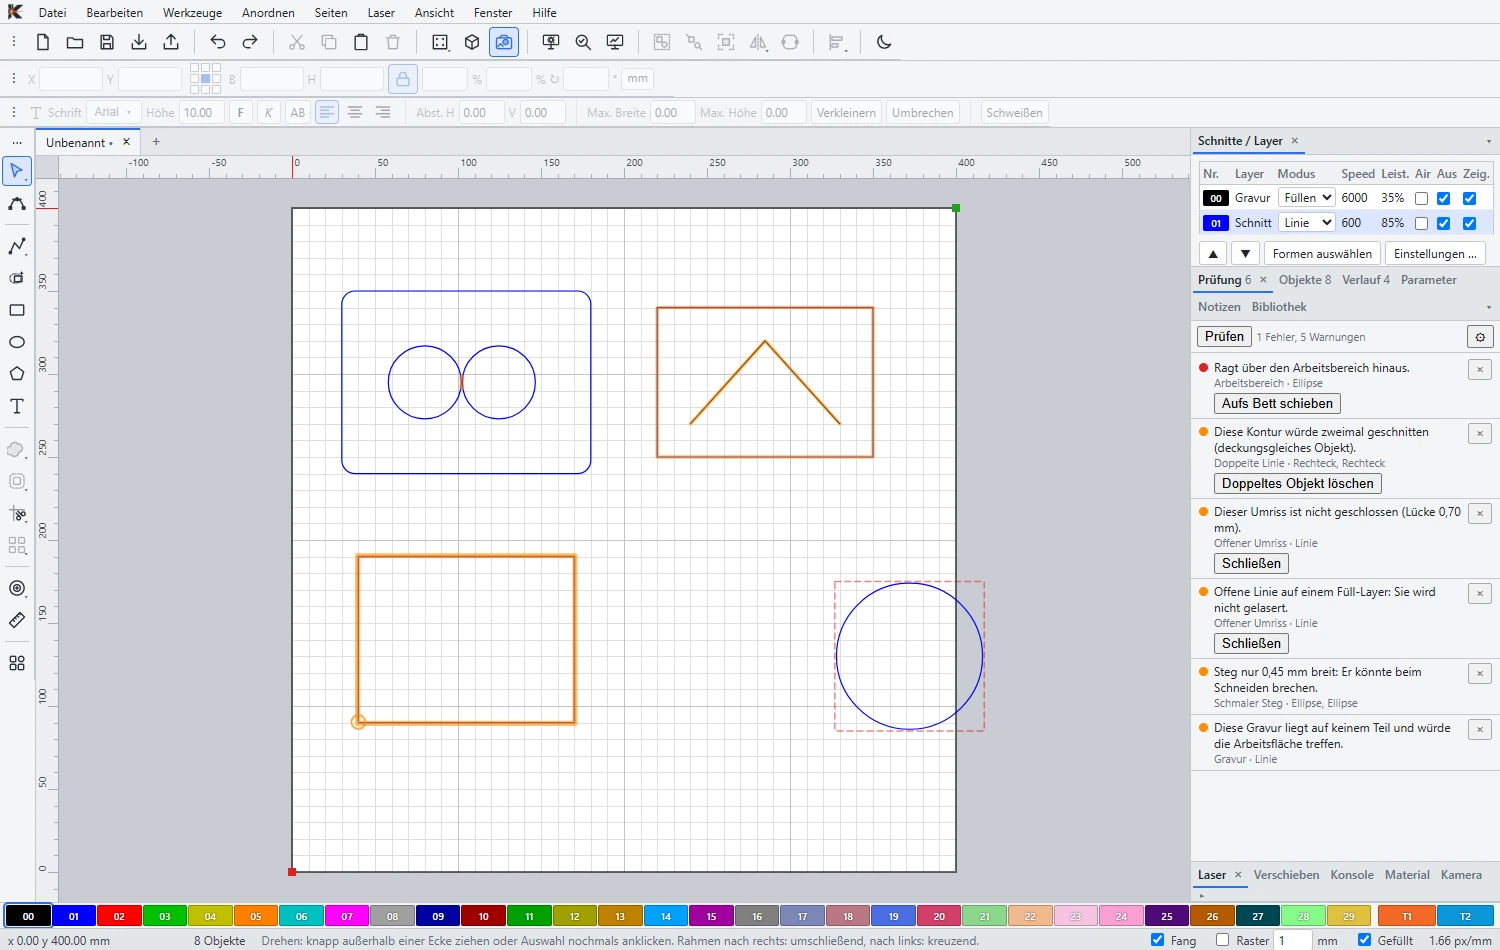 Datei Bearbeiten Werkzeuge Anordnen Seiten Laser Ansicht Fenster Hilfe
X Y B H % % ° mm
Schrift Arial Höhe 10.00 F K AB Abst. H 0.00 V 0.00 Max. Breite 0.00 Max. Höhe 0.00 Verkleinern Umbrechen Schweißen
Unbenannt • × +
-100 -50 0 50 100 150 200 250 300 350 400 450 500
400
350
300
250
200
150
100
50
0
Schnitte / Layer ×
Nr. Layer Modus Speed Leist. Air Aus Zeig.
00 Gravur Füllen 6000 35%
01 Schnitt Linie 600 85%
▲ ▼ Formen auswählen Einstellungen ...
Prüfung 6 × Objekte 8 Verlauf 4 Parameter
Notizen Bibliothek
Prüfen 1 Fehler, 5 Warnungen
Ragt über den Arbeitsbereich hinaus.
Arbeitsbereich · Ellipse
Aufs Bett schieben
Diese Kontur würde zweimal geschnitten
(deckungsgleiches Objekt).
Doppelte Linie · Rechteck, Rechteck
Doppeltes Objekt löschen
Dieser Umriss ist nicht geschlossen (Lücke 0,70
mm).
Offener Umriss · Linie
Schließen
Offene Linie auf einem Füll-Layer: Sie wird
nicht gelasert.
Offener Umriss · Linie
Schließen
Steg nur 0,45 mm breit: Er könnte beim
Schneiden brechen.
Schmaler Steg · Ellipse, Ellipse
Diese Gravur liegt auf keinem Teil und würde
die Arbeitsfläche treffen.
Gravur · Linie
Laser × Verschieben Konsole Material Kamera
00 01 02 03 04 05 06 07 08 09 10 11 12 13 14 15 16 17 18 19 20 21 22 23 24 25 26 27 28 29 T1 T2
x 0.00 y 400.00 mm 8 Objekte Drehen: knapp außerhalb einer Ecke ziehen oder Auswahl nochmals anklicken. Rahmen nach rechts: umschließend, nach links: kreuzend. Fang Raster 1 mm Gefüllt 1.66 px/mm